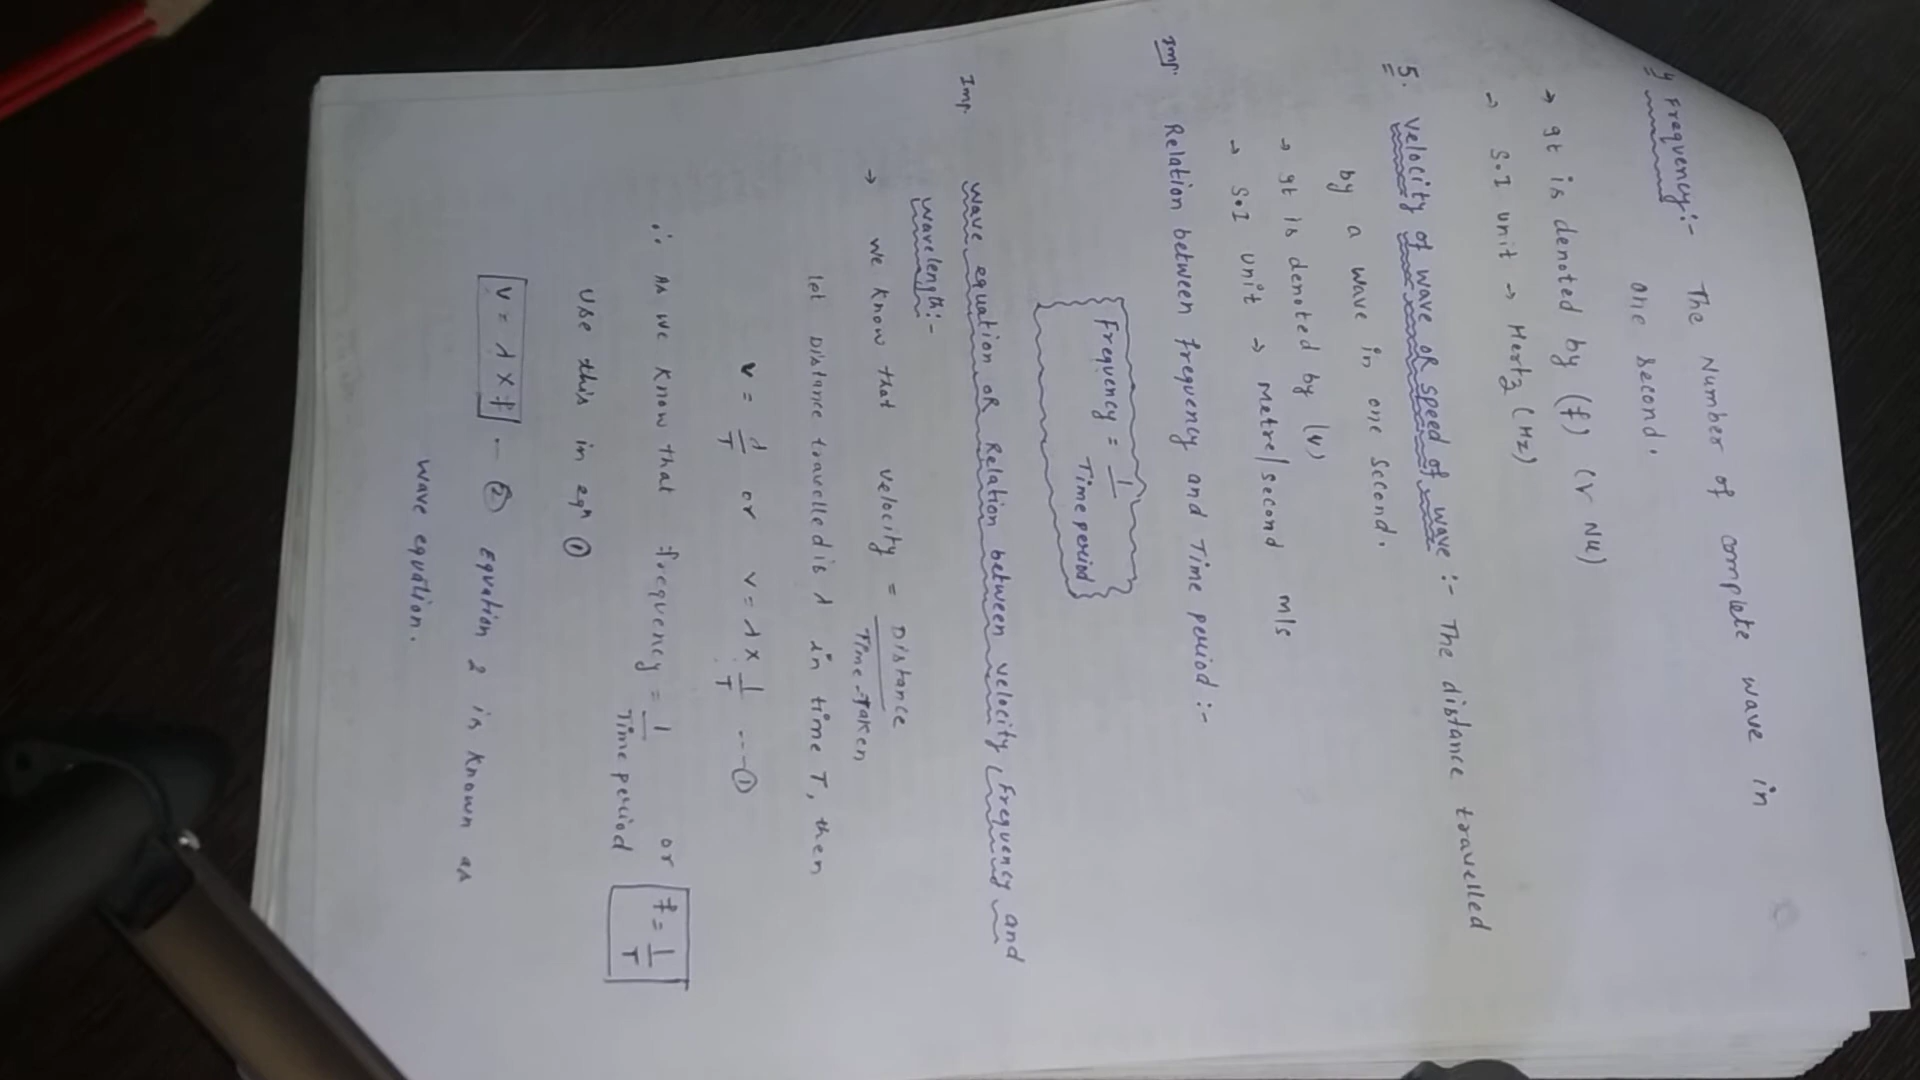 4 Frequency:- The Number of complete wave in
one second.
→ It is denoted by (f) (ν Nu)
→ S.I unit → Hertz (Hz)
5. Velocity of wave OR speed of wave :- The distance travelled
by a wave in one second.
→ It is denoted by (v)
→ S.I unit → Metre/second m/s
Imp. Relation between frequency and Time period :-
Frequency = 1
Time period
Imp. wave equation OR Relation between velocity, Frequency and
wavelength:-
→ We know that velocity = Distance
Time Taken
let Distance travelled is λ in time T, then
v = λ/T or v = λ × 1/T --- ①
∴ As we know that frequency = 1/Time period or f = 1/T
Use this in eqn ①
v = λ × f -- ② Equation 2 is known as
wave equation.